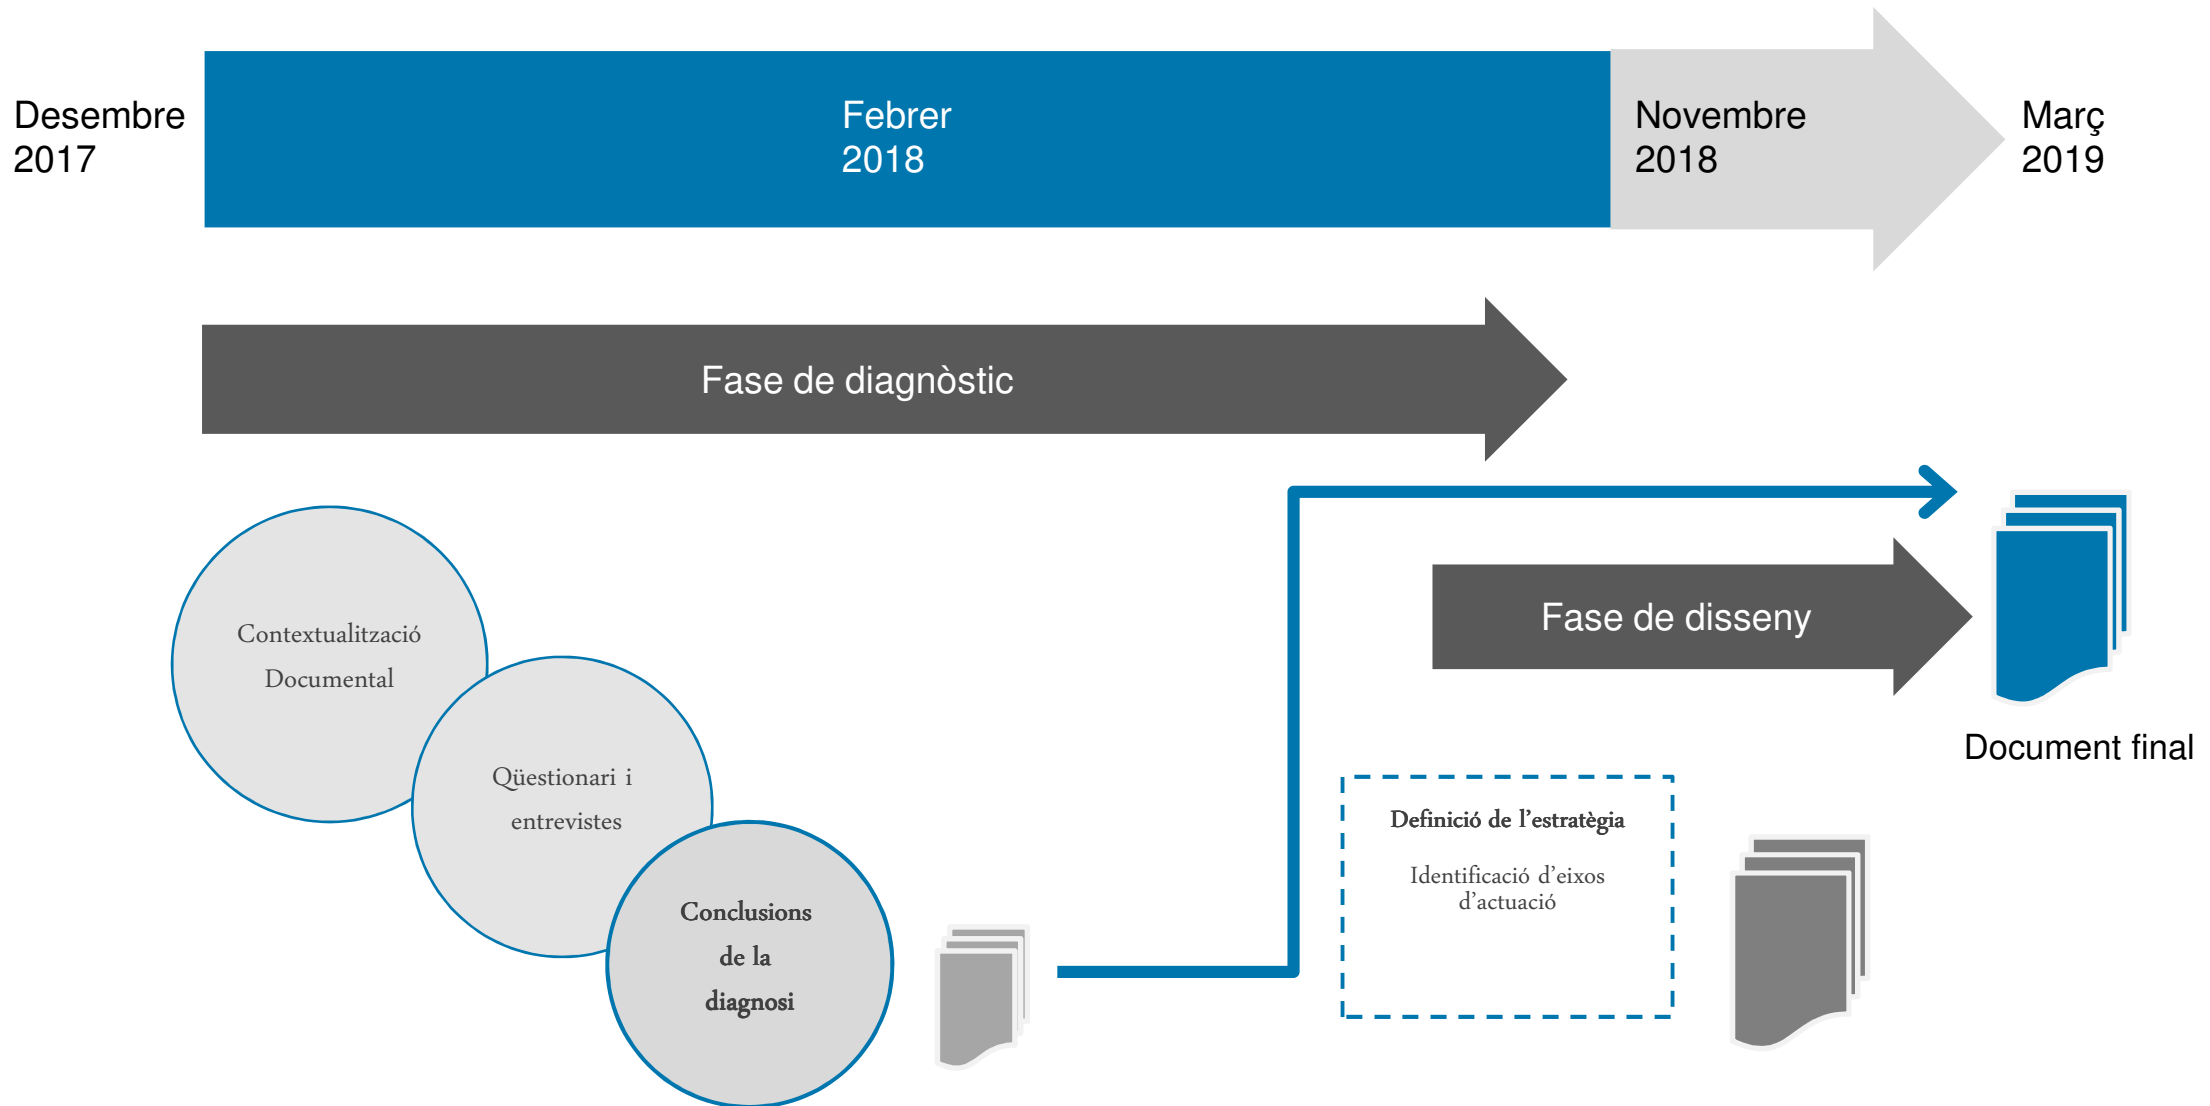 Desembre
2017
Febrer
2018
Novembre
2018
Març
2019
Fase de diagnòstic
Contextualització
Documental
Qüestionari i
entrevistes
Conclusions
de la
diagnosi
Fase de disseny
Document final
Definició de l’estratègia
Identificació d’eixos
d’actuació